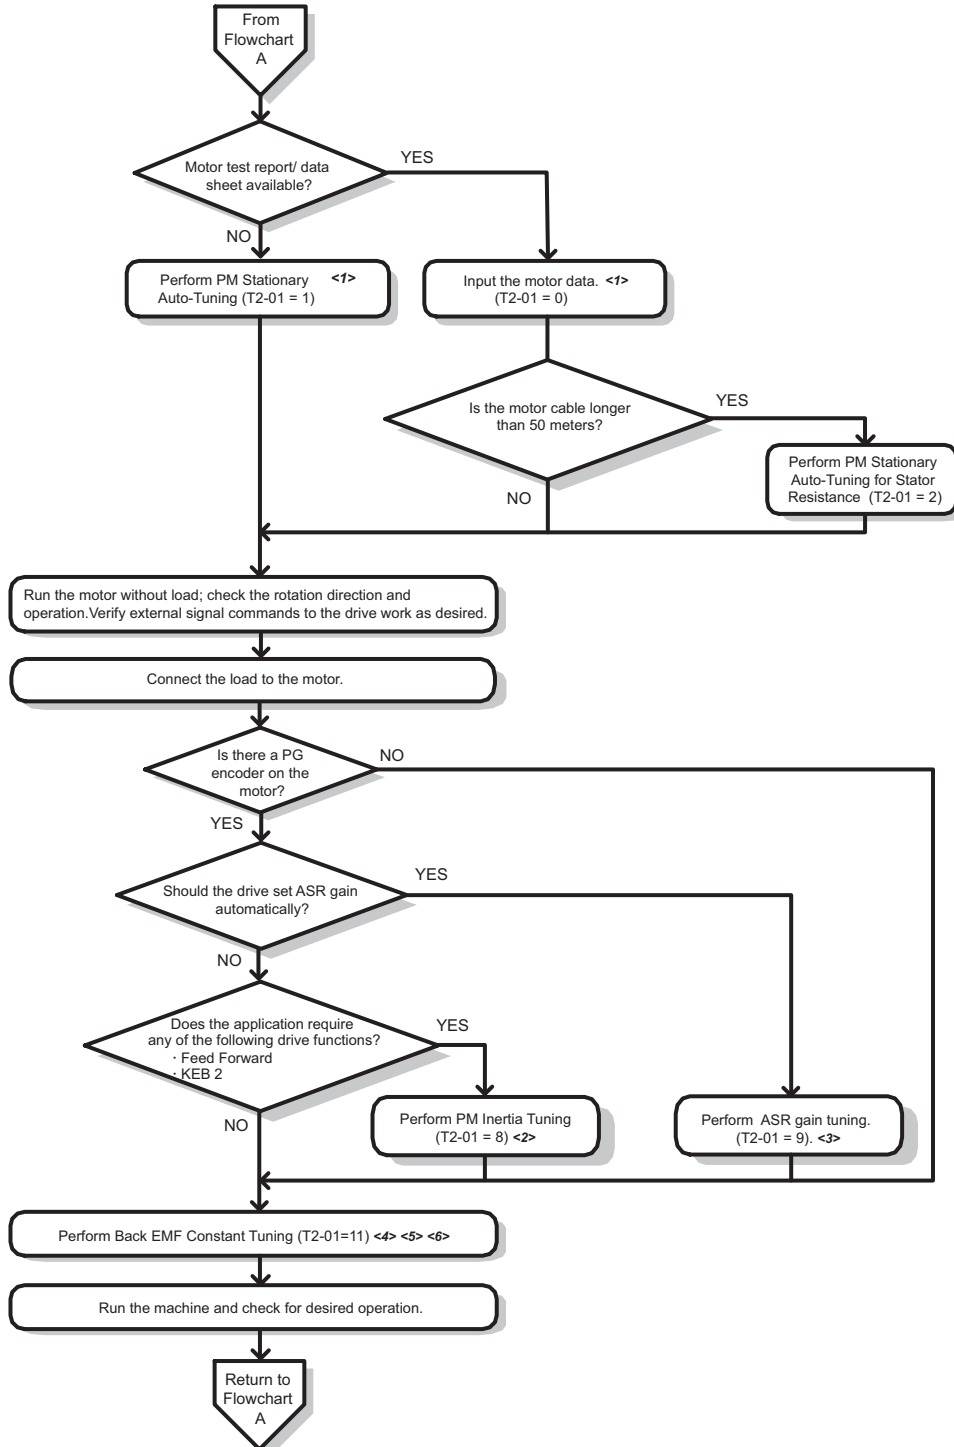 From
Flowchart
A
Motor test report/ data
sheet available?
YES
NO
Perform PM Stationary <1>
Auto-Tuning (T2-01 = 1)
Input the motor data. <1>
(T2-01 = 0)
Is the motor cable longer
than 50 meters?
YES
NO
Perform PM Stationary
Auto-Tuning for Stator
Resistance (T2-01 = 2)
Run the motor without load; check the rotation direction and
operation.Verify external signal commands to the drive work as desired.
Connect the load to the motor.
Is there a PG
encoder on the
motor?
NO
YES
Should the drive set ASR gain
automatically?
YES
NO
Does the application require
any of the following drive functions?
· Feed Forward
· KEB 2
YES
NO
Perform PM Inertia Tuning
(T2-01 = 8) <2>
Perform ASR gain tuning.
(T2-01 = 9). <3>
Perform Back EMF Constant Tuning (T2-01=11) <4> <5> <6>
Run the machine and check for desired operation.
Return to
Flowchart
A